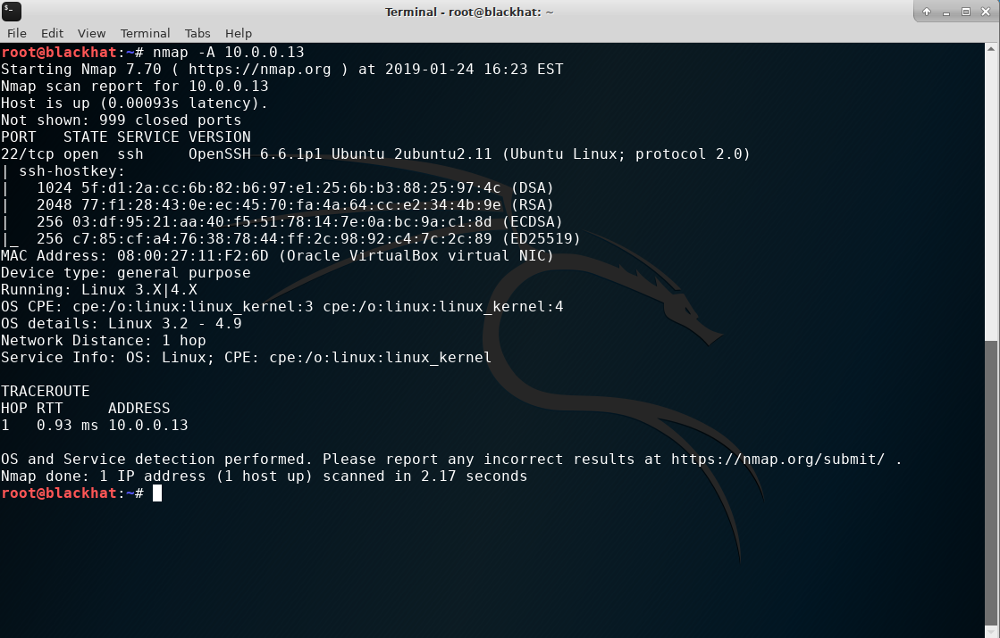 Terminal - root@blackhat: ~
File Edit View Terminal Tabs Help
root@blackhat:~# nmap -A 10.0.0.13
Starting Nmap 7.70 ( https://nmap.org ) at 2019-01-24 16:23 EST
Nmap scan report for 10.0.0.13
Host is up (0.00093s latency).
Not shown: 999 closed ports
PORT   STATE SERVICE VERSION
22/tcp open  ssh     OpenSSH 6.6.1p1 Ubuntu 2ubuntu2.11 (Ubuntu Linux; protocol 2.0)
| ssh-hostkey:
|   1024 5f:d1:2a:cc:6b:82:b6:97:e1:25:6b:b3:88:25:97:4c (DSA)
|   2048 77:f1:28:43:0e:ec:45:70:fa:4a:64:cc:e2:34:4b:9e (RSA)
|   256 03:df:95:21:aa:40:f5:51:78:14:7e:0a:bc:9a:c1:8d (ECDSA)
|_  256 c7:85:cf:a4:76:38:78:44:ff:2c:98:92:c4:7c:2c:89 (ED25519)
MAC Address: 08:00:27:11:F2:6D (Oracle VirtualBox virtual NIC)
Device type: general purpose
Running: Linux 3.X|4.X
OS CPE: cpe:/o:linux:linux_kernel:3 cpe:/o:linux:linux_kernel:4
OS details: Linux 3.2 - 4.9
Network Distance: 1 hop
Service Info: OS: Linux; CPE: cpe:/o:linux:linux_kernel
TRACEROUTE
HOP RTT     ADDRESS
1   0.93 ms 10.0.0.13
OS and Service detection performed. Please report any incorrect results at https://nmap.org/submit/ .
Nmap done: 1 IP address (1 host up) scanned in 2.17 seconds
root@blackhat:~#